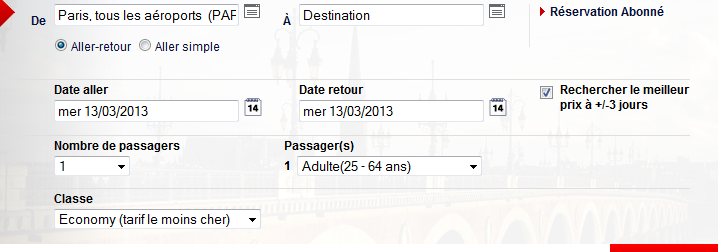 De Paris, tous les aéroports (PAF À Destination Réservation Abonné
Aller-retour Aller simple
Date aller Date retour Rechercher le meilleur
prix à +/-3 jours
mer 13/03/2013 14 mer 13/03/2013 14
Nombre de passagers Passager(s)
1 1 Adulte(25 - 64 ans)
Classe
Economy (tarif le moins cher)